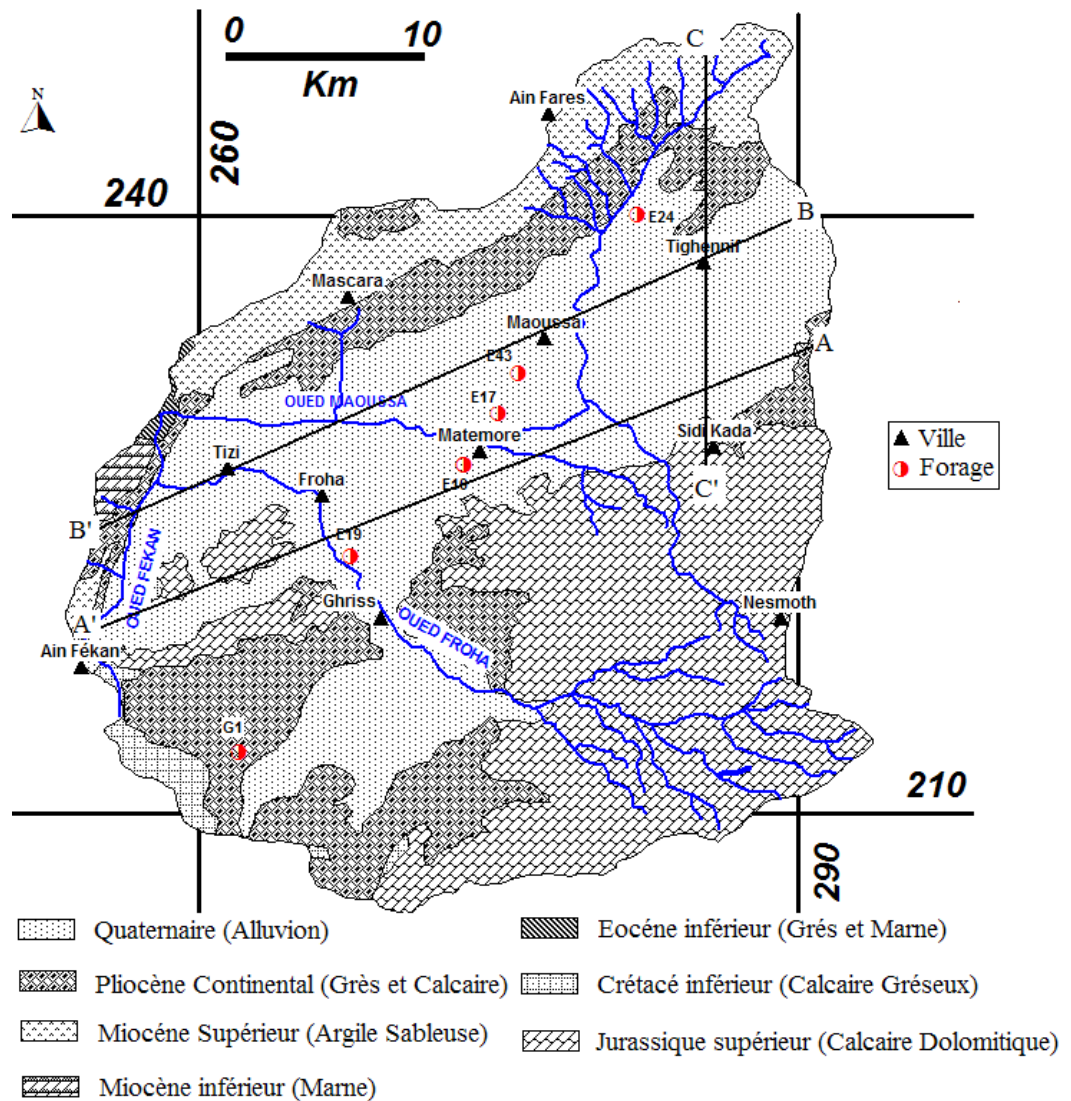 0 10
Km
C
N
Ain Fares
260
240
E24
B
Tighennif
Mascara
Maoussa
A
E43
OUED MAOUSSA
E17
Matemore
Sidi Kada
Ville
Forage
Tizi
Froha
C'
B'
E19
OUED FEKAN
Ghriss
Nesmoth
A'
OUED FROHA
Ain Fékan
G1
210
290
Quaternaire (Alluvion)
Eocéne inférieur (Grés et Marne)
Pliocène Continental (Grès et Calcaire)
Crétacé inférieur (Calcaire Gréseux)
Miocéne Supérieur (Argile Sableuse)
Jurassique supérieur (Calcaire Dolomitique)
Miocène inférieur (Marne)